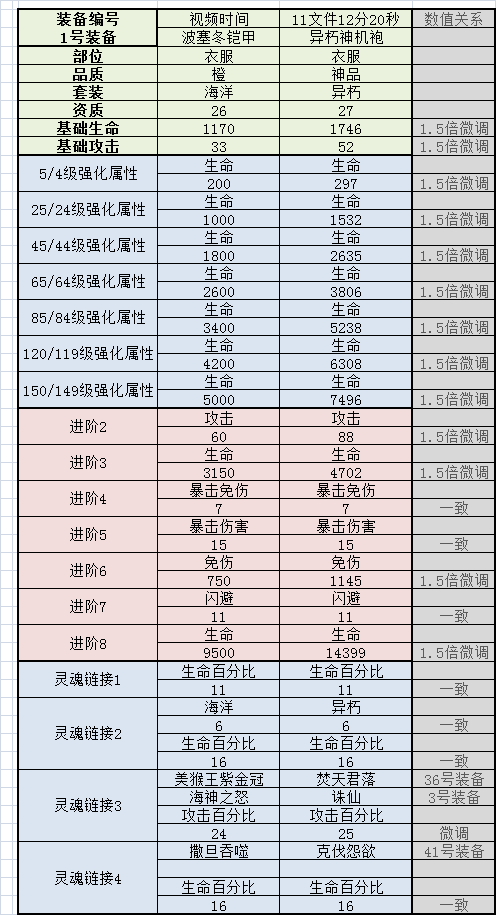 装备编号 视频时间 11文件12分20秒 数值关系
1号装备 波塞冬铠甲 异朽神机袍
部位 衣服 衣服
品质 橙 神品
套装 海洋 异朽
资质 26 27
基础生命 1170 1746 1.5倍微调
基础攻击 33 52 1.5倍微调
5/4级强化属性 生命 生命
200 297 1.5倍微调
25/24级强化属性 生命 生命
1000 1532 1.5倍微调
45/44级强化属性 生命 生命
1800 2635 1.5倍微调
65/64级强化属性 生命 生命
2600 3806 1.5倍微调
85/84级强化属性 生命 生命
3400 5238 1.5倍微调
120/119级强化属性 生命 生命
4200 6308 1.5倍微调
150/149级强化属性 生命 生命
5000 7496 1.5倍微调
进阶2 攻击 攻击
60 88 1.5倍微调
进阶3 生命 生命
3150 4702 1.5倍微调
进阶4 暴击免伤 暴击免伤
7 7 一致
进阶5 暴击伤害 暴击伤害
15 15 一致
进阶6 免伤 免伤
750 1145 1.5倍微调
进阶7 闪避 闪避
11 11 一致
进阶8 生命 生命
9500 14399 1.5倍微调
灵魂链接1 生命百分比 生命百分比
11 11 一致
灵魂链接2 海洋 异朽
6 6 一致
生命百分比 生命百分比
16 16 一致
灵魂链接3 美猴王紫金冠 焚天君落 36号装备
海神之怒 诛仙 3号装备
攻击百分比 攻击百分比
24 25 微调
灵魂链接4 撒旦吞噬 克伐怨欲 41号装备
生命百分比 生命百分比
16 16 一致